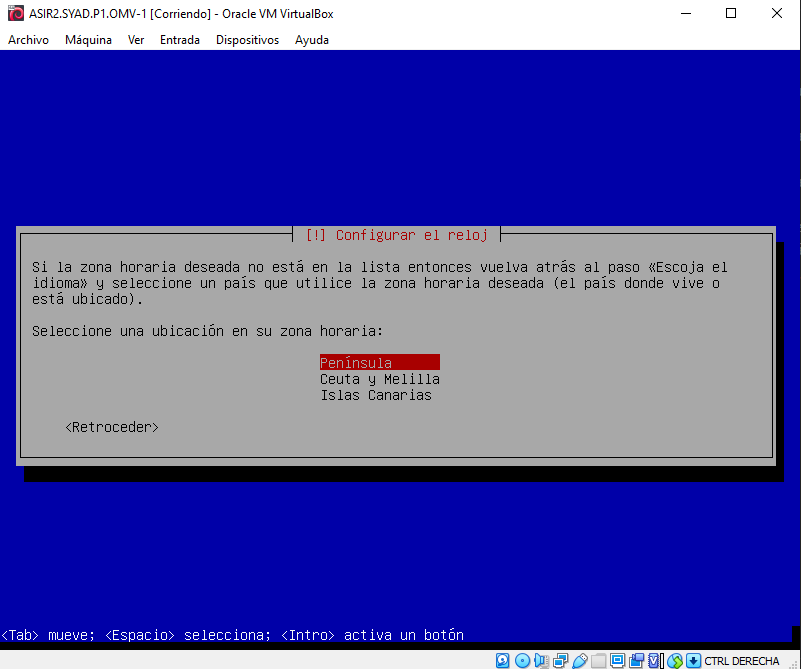 ASIR2.SYAD.P1.OMV-1 [Corriendo] - Oracle VM VirtualBox
Archivo Máquina Ver Entrada Dispositivos Ayuda
[!] Configurar el reloj
Si la zona horaria deseada no está en la lista entonces vuelva atrás al paso «Escoja el
idioma» y seleccione un país que utilice la zona horaria deseada (el país donde vive o
está ubicado).
Seleccione una ubicación en su zona horaria:
Península
Ceuta y Melilla
Islas Canarias
<Retroceder>
<Tab> mueve; <Espacio> selecciona; <Intro> activa un botón
CTRL DERECHA